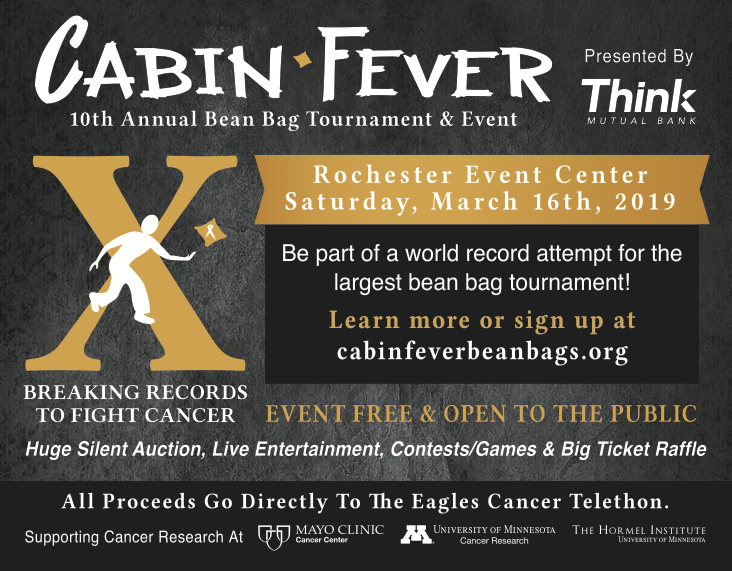 CABIN FEVER
10th Annual Bean Bag Tournament & Event
Presented By
Think
MUTUAL BANK
X
Rochester Event Center
Saturday, March 16th, 2019
Be part of a world record attempt for the
largest bean bag tournament!
Learn more or sign up at
cabinfeverbeanbags.org
BREAKING RECORDS
TO FIGHT CANCER
EVENT FREE & OPEN TO THE PUBLIC
Huge Silent Auction, Live Entertainment, Contests/Games & Big Ticket Raffle
All Proceeds Go Directly To The Eagles Cancer Telethon.
Supporting Cancer Research At
MAYO CLINIC
Cancer Center
M
UNIVERSITY OF MINNESOTA
Cancer Research
THE HORMEL INSTITUTE
UNIVERSITY OF MINNESOTA